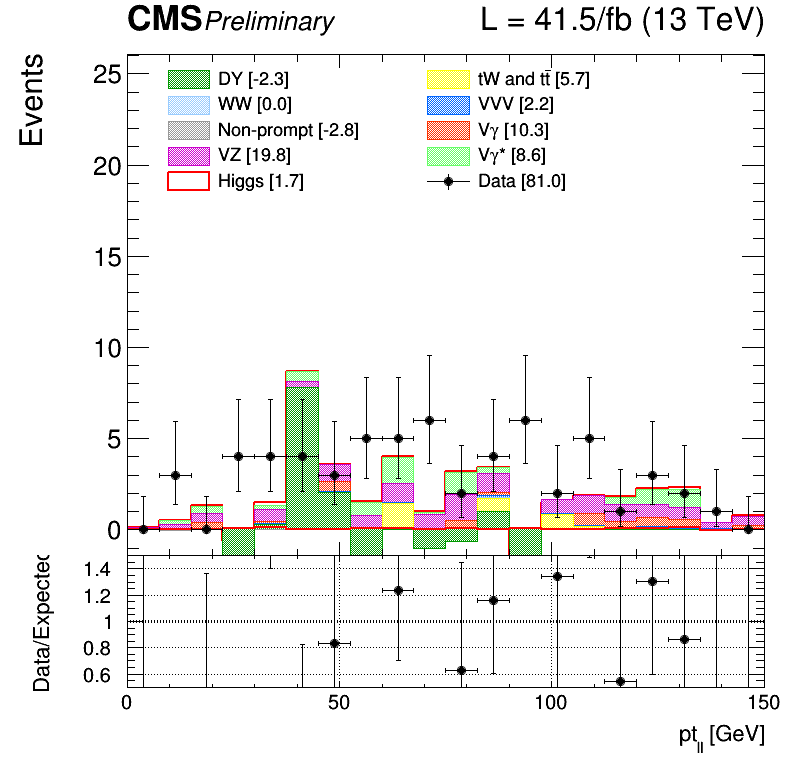 CMS Preliminary L = 41.5/fb (13 TeV)
Events
25
20
15
10
5
0
DY [-2.3]
WW [0.0]
Non-prompt [-2.8]
VZ [19.8]
Higgs [1.7]
tW and tt̄ [5.7]
VVV [2.2]
Vγ [10.3]
Vγ* [8.6]
Data [81.0]
Data/Expected
1.4
1.2
1
0.8
0.6
0 50 100 150
pt_ll [GeV]